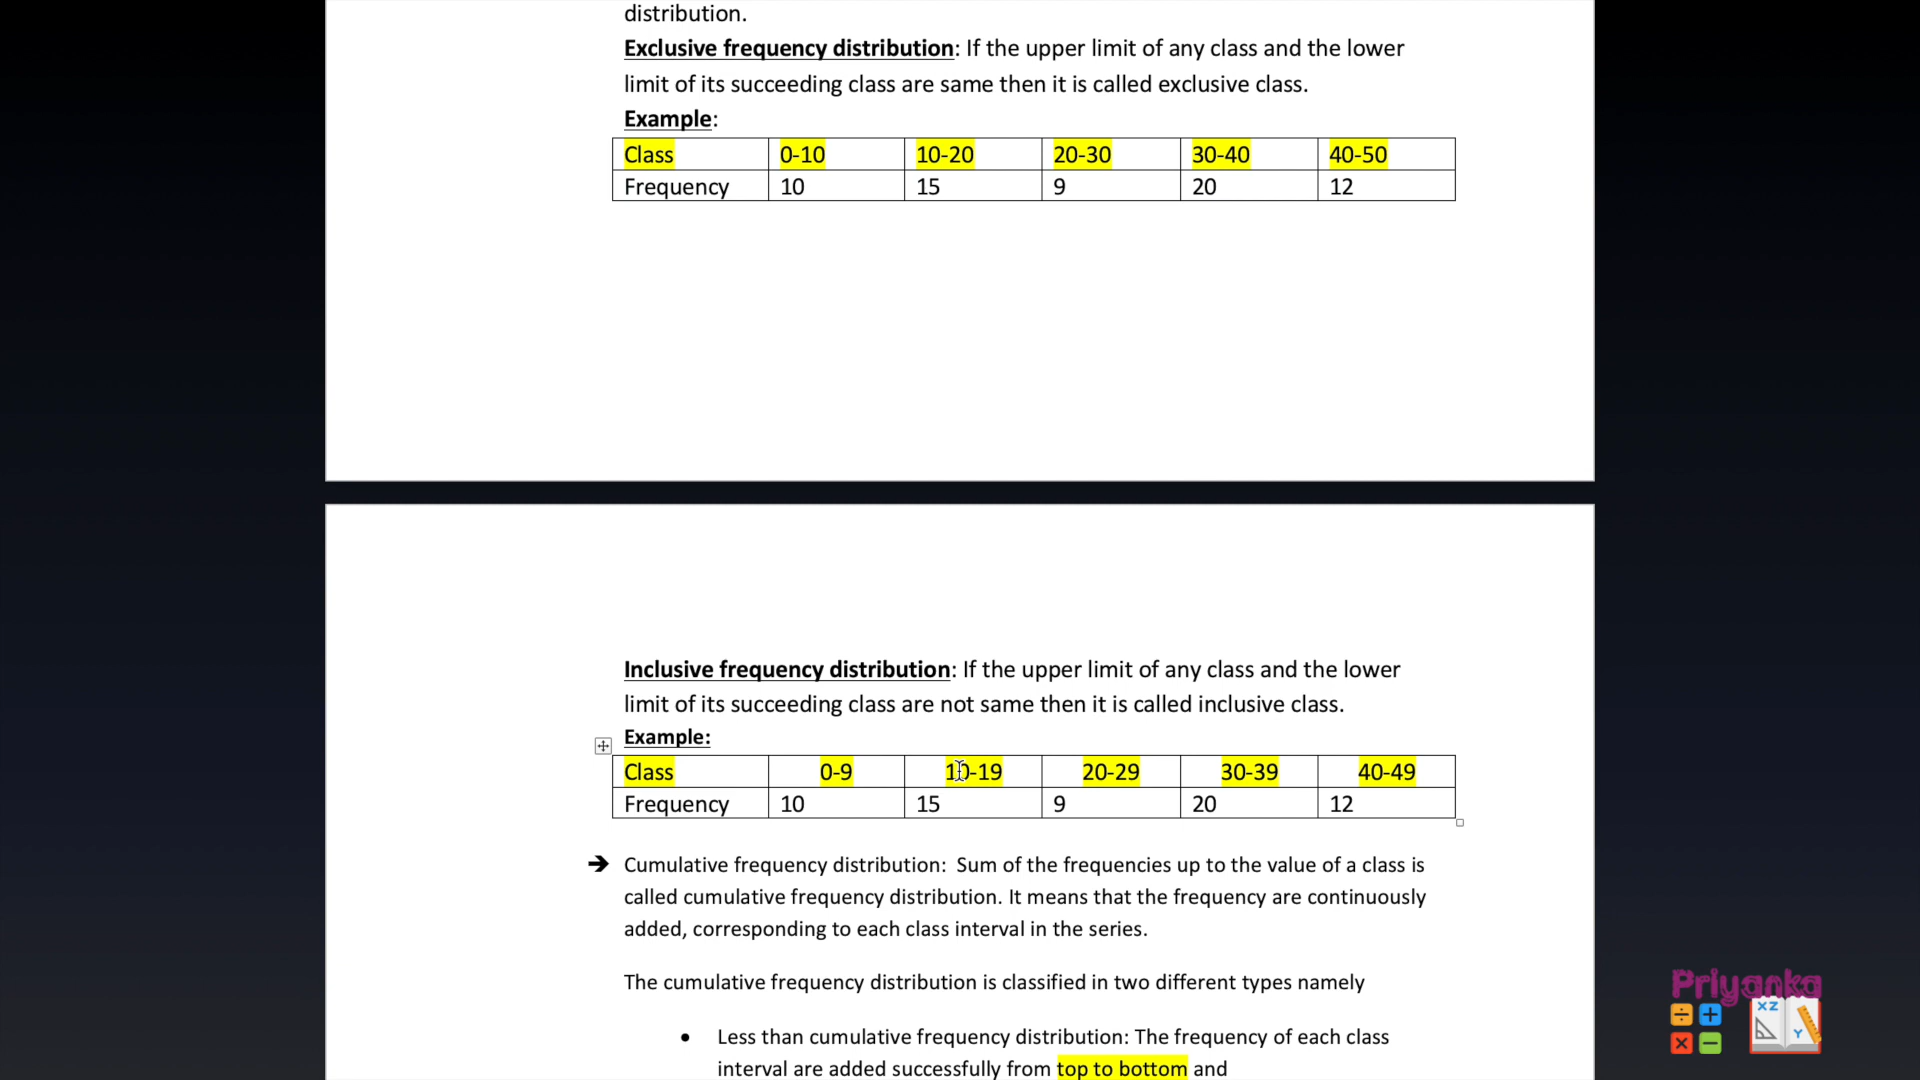 distribution.
Exclusive frequency distribution: If the upper limit of any class and the lower
limit of its succeeding class are same then it is called exclusive class.
Example:
Class 0-10 10-20 20-30 30-40 40-50
Frequency 10 15 9 20 12
Inclusive frequency distribution: If the upper limit of any class and the lower
limit of its succeeding class are not same then it is called inclusive class.
Example:
Class 0-9 10-19 20-29 30-39 40-49
Frequency 10 15 9 20 12
➔ Cumulative frequency distribution: Sum of the frequencies up to the value of a class is
called cumulative frequency distribution. It means that the frequency are continuously
added, corresponding to each class interval in the series.
The cumulative frequency distribution is classified in two different types namely
• Less than cumulative frequency distribution: The frequency of each class
interval are added successfully from top to bottom and
Priyanka
÷ +
XZ
Y
× −